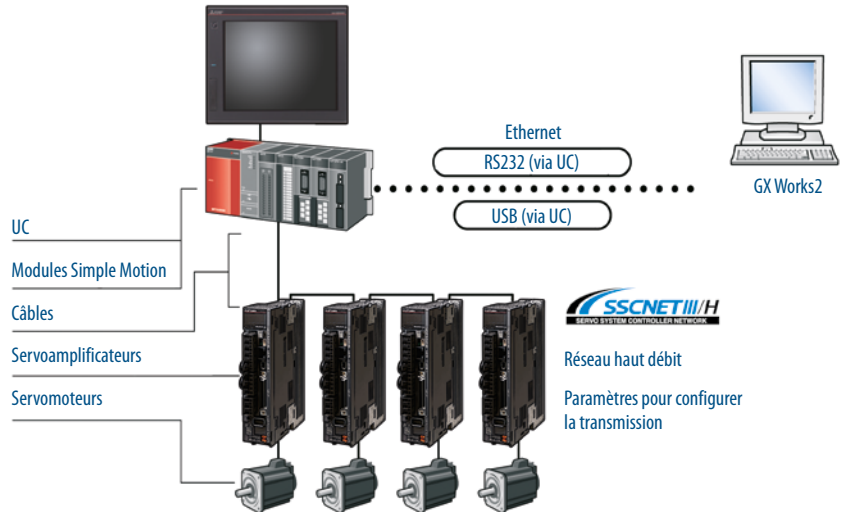 Ethernet
RS232 (via UC)
USB (via UC)
GX Works2
UC
Modules Simple Motion
Câbles
Servoamplificateurs
Servomoteurs
SSCNETIII/H
SERVO SYSTEM CONTROLLER NETWORK
Réseau haut débit
Paramètres pour configurer
la transmission